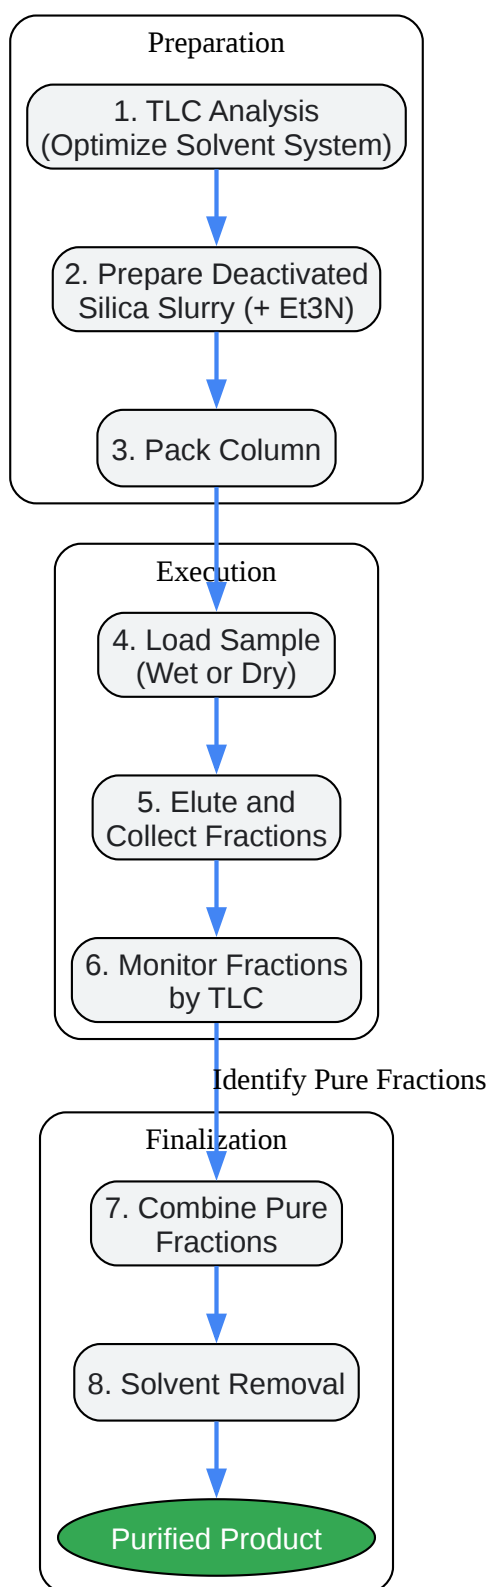 Preparation
1. TLC Analysis
(Optimize Solvent System)
2. Prepare Deactivated
Silica Slurry (+ Et3N)
3. Pack Column
Execution
4. Load Sample
(Wet or Dry)
5. Elute and
Collect Fractions
6. Monitor Fractions
by TLC
Identify Pure Fractions
Finalization
7. Combine Pure
Fractions
8. Solvent Removal
Purified Product